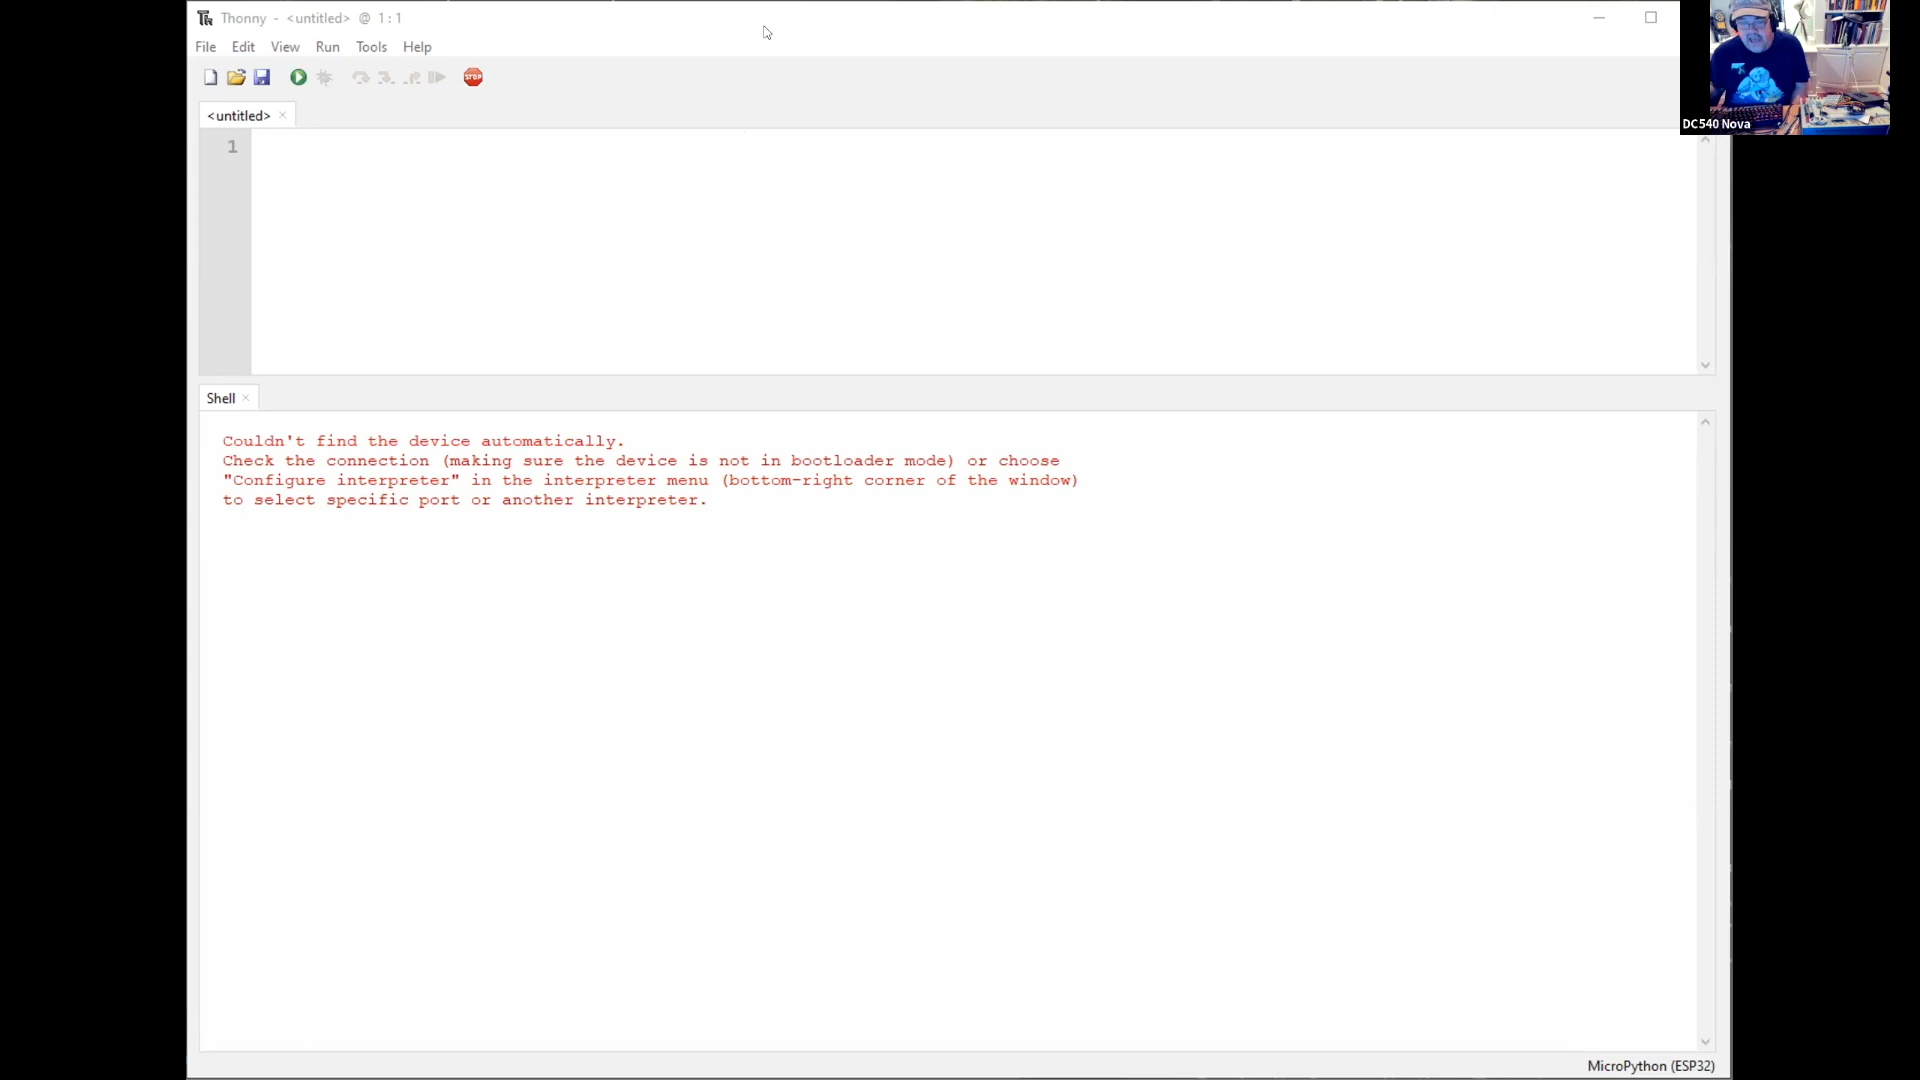 Thonny - <untitled> @ 1:1
File Edit View Run Tools Help
STOP
<untitled>
1
Shell
Couldn't find the device automatically.
Check the connection (making sure the device is not in bootloader mode) or choose
"Configure interpreter" in the interpreter menu (bottom-right corner of the window)
to select specific port or another interpreter.
MicroPython (ESP32)
DC540 Nova